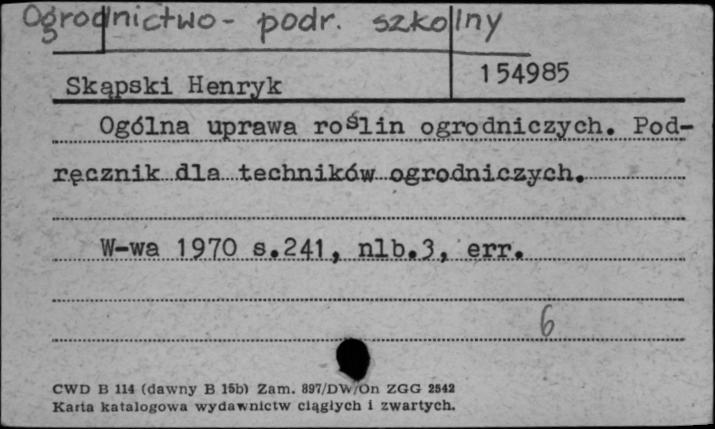 Ogrodnictwo - podr. szkolny
154985
Skąpski Henryk
Ogólna uprawa roślin ogrodniczych. Pod-
ręcznik dla techników ogrodniczych.
W-wa 1970 s.241, nlb.3, err.
6
CWD B 114 (dawny B 15b) Zam. 897/DW/On ZGG 2542
Karta katalogowa wydawnictw ciągłych i zwartych.